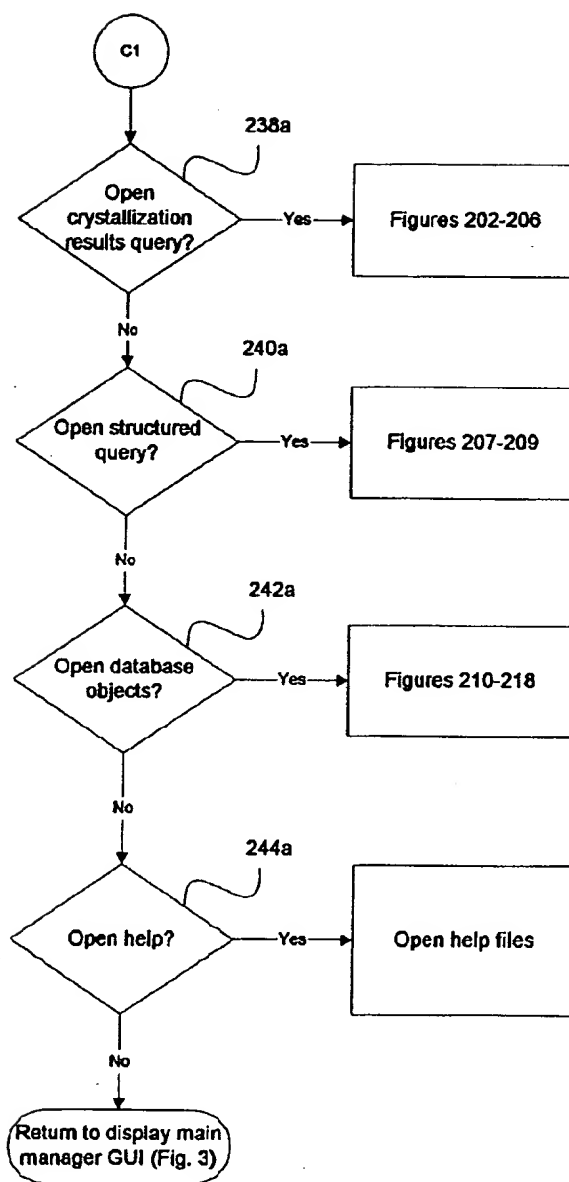 C1
238a
Open
crystallization
results query?
Yes
Figures 202-206
No
240a
Open structured
query?
Yes
Figures 207-209
No
242a
Open database
objects?
Yes
Figures 210-218
No
244a
Open help?
Yes
Open help files
No
Return to display main
manager GUI (Fig. 3)